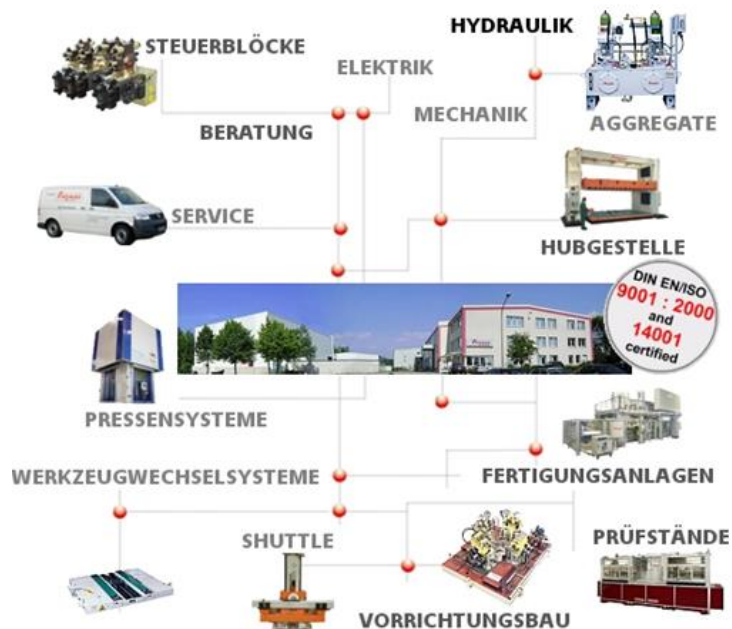 HYDRAULIK
STEUERBLÖCKE
ELEKTRIK
MECHANIK
AGGREGATE
BERATUNG
SERVICE
HUBGESTELLE
DIN EN/ISO
9001 : 2000
and
14001
certified
PRESSENSYSTEME
WERKZEUGWECHSELSYSTEME
FERTIGUNGSANLAGEN
SHUTTLE
PRÜFSTÄNDE
VORRICHTUNGSBAU